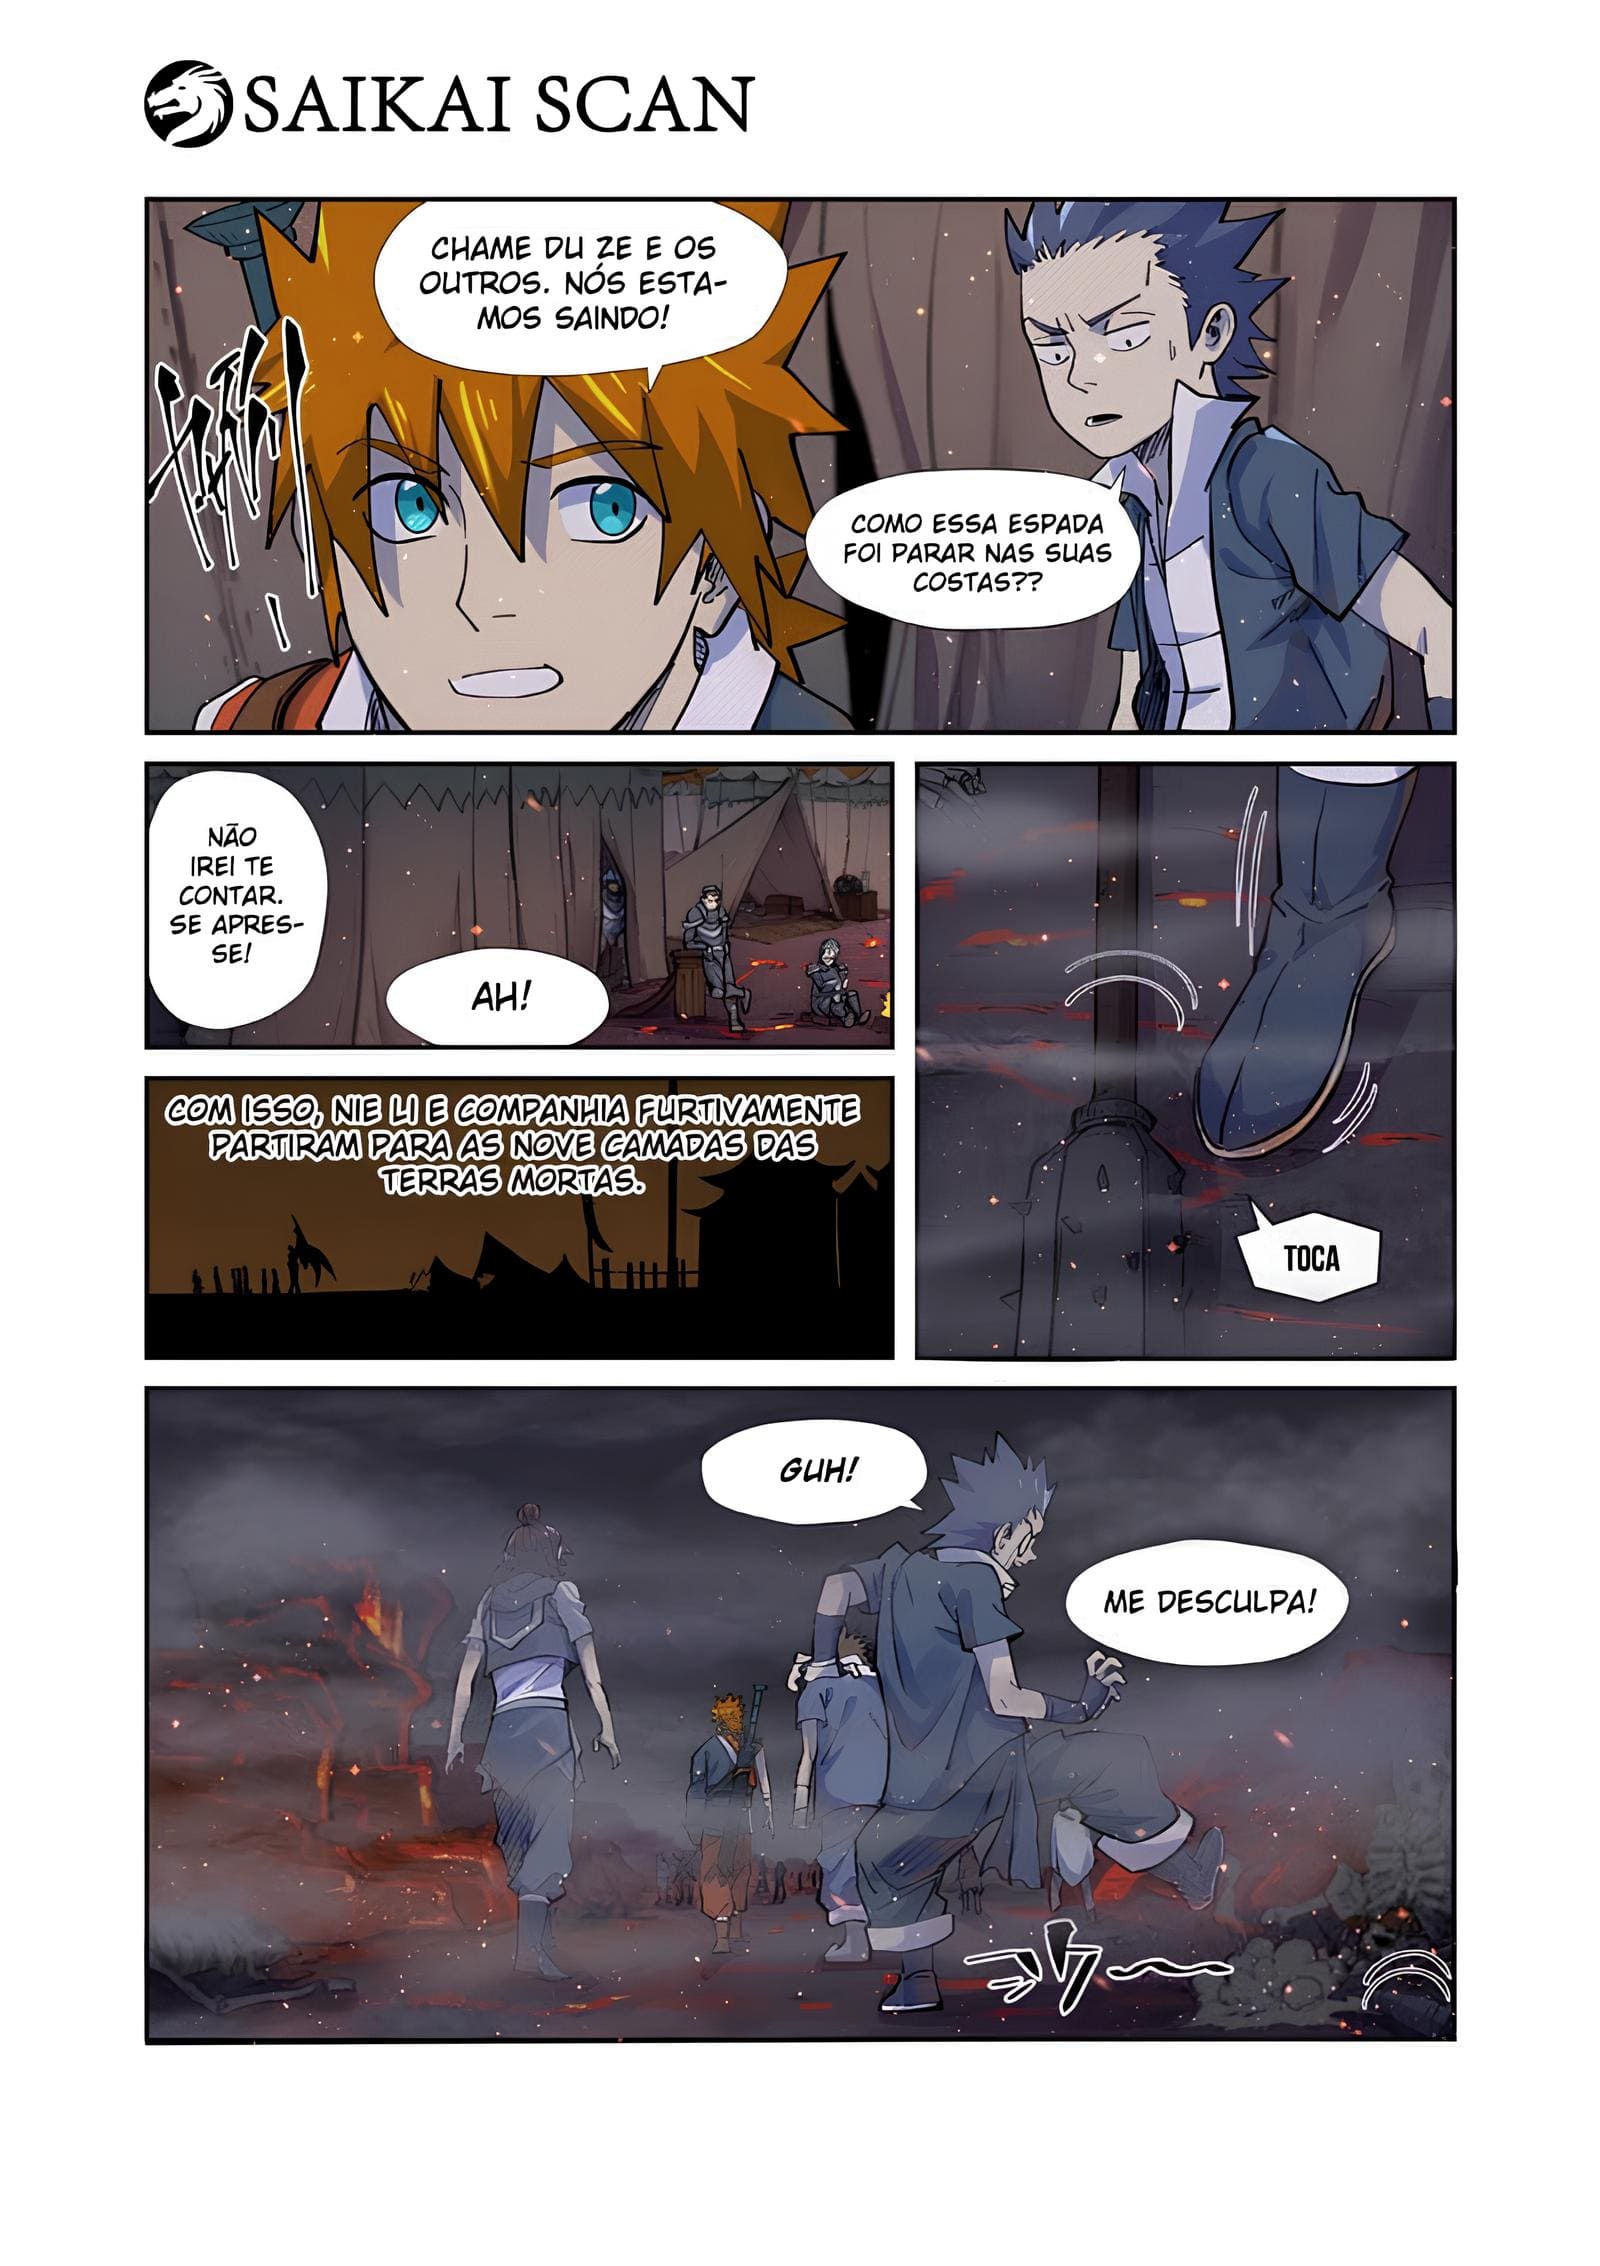 SAIKAI SCAN
CHAME DU ZE E OS
OUTROS. NÓS ESTA-
MOS SAINDO!
COMO ESSA ESPADA
FOI PARAR NAS SUAS
COSTAS??
NÃO
IREI TE
CONTAR.
SE APRES-
SE!
AH!
COM ISSO, NIE LI E COMPANHIA FURTIVAMENTE
PARTIRAM PARA AS NOVE CAMADAS DAS
TERRAS MORTAS.
TOCA
GUH!
ME DESCULPA!